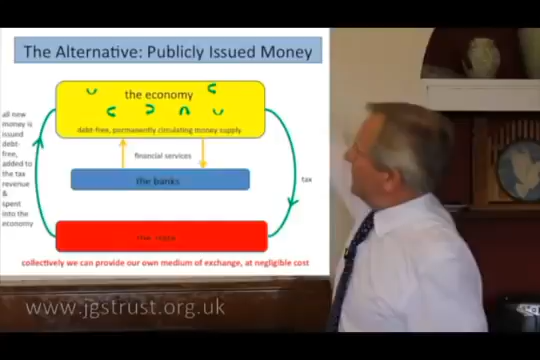 The Alternative: Publicly Issued Money
the economy
debt-free, permanently circulating money supply
all new
money is
issued
debt-
free,
added to
the tax
revenue
&
spent
into the
economy
financial services
the banks
tax
the state
collectively we can provide our own medium of exchange, at negligible cost
www.jgstrust.org.uk